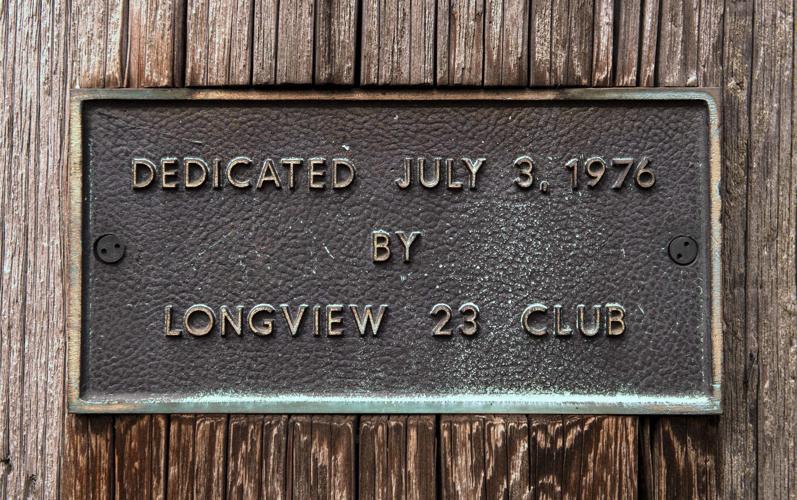 DEDICATED JULY 3, 1976
BY
LONGVIEW 23 CLUB